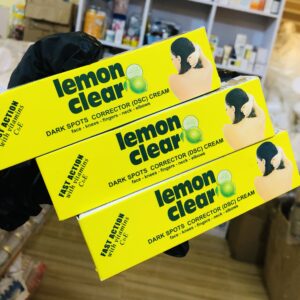 lemon
clear
DARK SPOTS CORRECTOR (DSC) CREAM
face - knees - fingers - neck - elbows
FAST ACTION
with vitamins
C&E
lemon
clear
DARK SPOTS CORRECTOR (DSC) CREAM
face - knees - fingers - neck - elbows
FAST ACTION
with vitamins
C&E
lemon
clear
DARK SPOTS CORRECTOR (DSC) CREAM
face - knees - fingers - neck - elbows
FAST ACTION
with vitamins
C&E